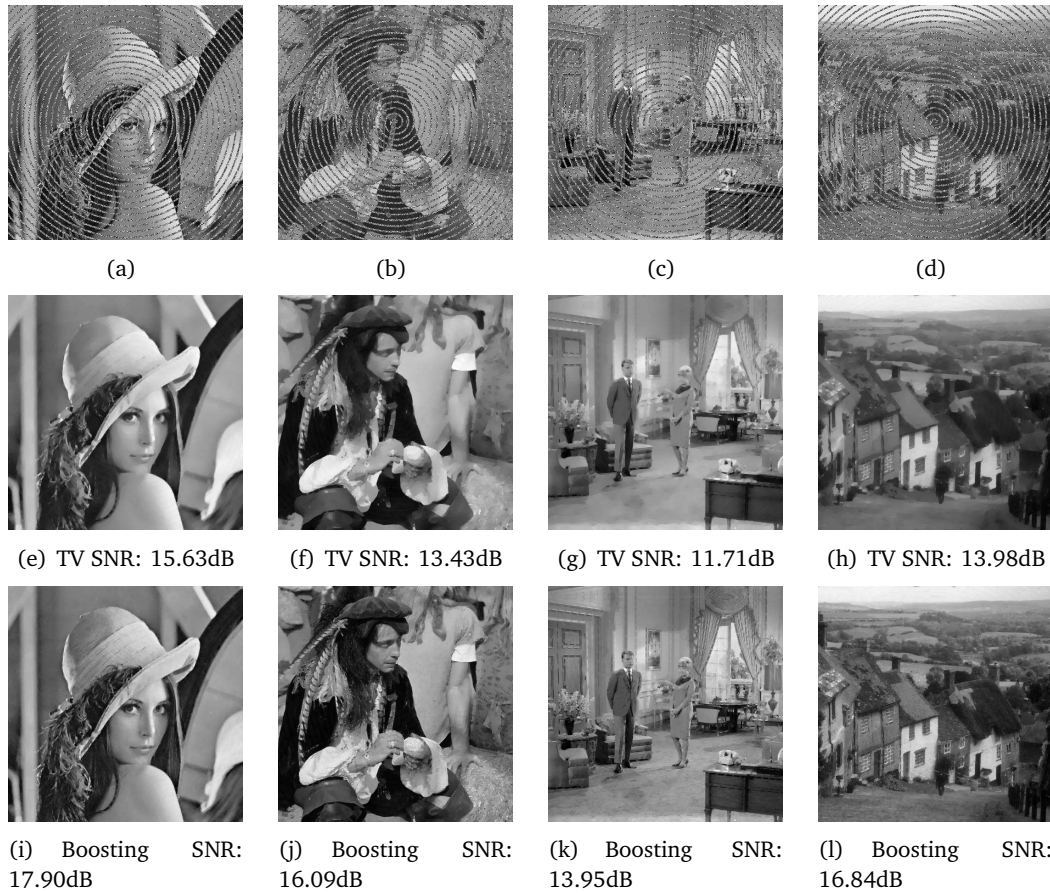 (a) (b) (c) (d)
(e) TV SNR: 15.63dB (f) TV SNR: 13.43dB (g) TV SNR: 11.71dB (h) TV SNR: 13.98dB
(i) Boosting SNR: (j) Boosting SNR: (k) Boosting SNR: (l) Boosting SNR:
17.90dB 16.09dB 13.95dB 16.84dB